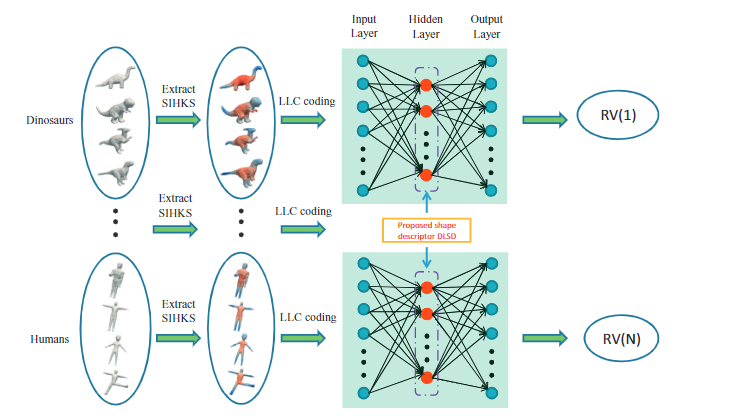 Input
Layer
Hidden
Layer
Output
Layer
Dinosaurs
Extract
SIHKS
LLC coding
RV(1)
Extract
SIHKS
LLC coding
Proposed shape
descriptor DLSD
Humans
Extract
SIHKS
LLC coding
RV(N)